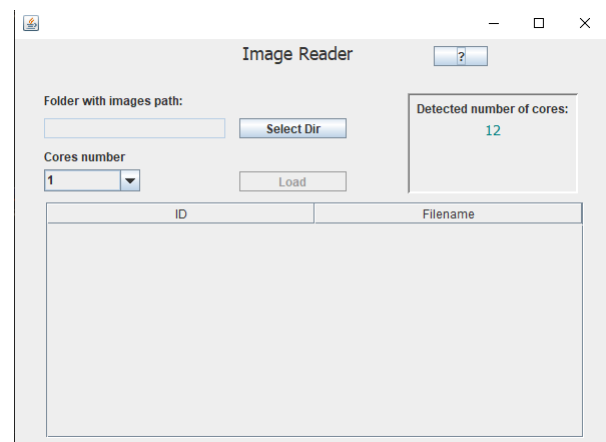 Image Reader
?
Folder with images path:
Select Dir
Detected number of cores:
12
Cores number
1
Load
ID Filename